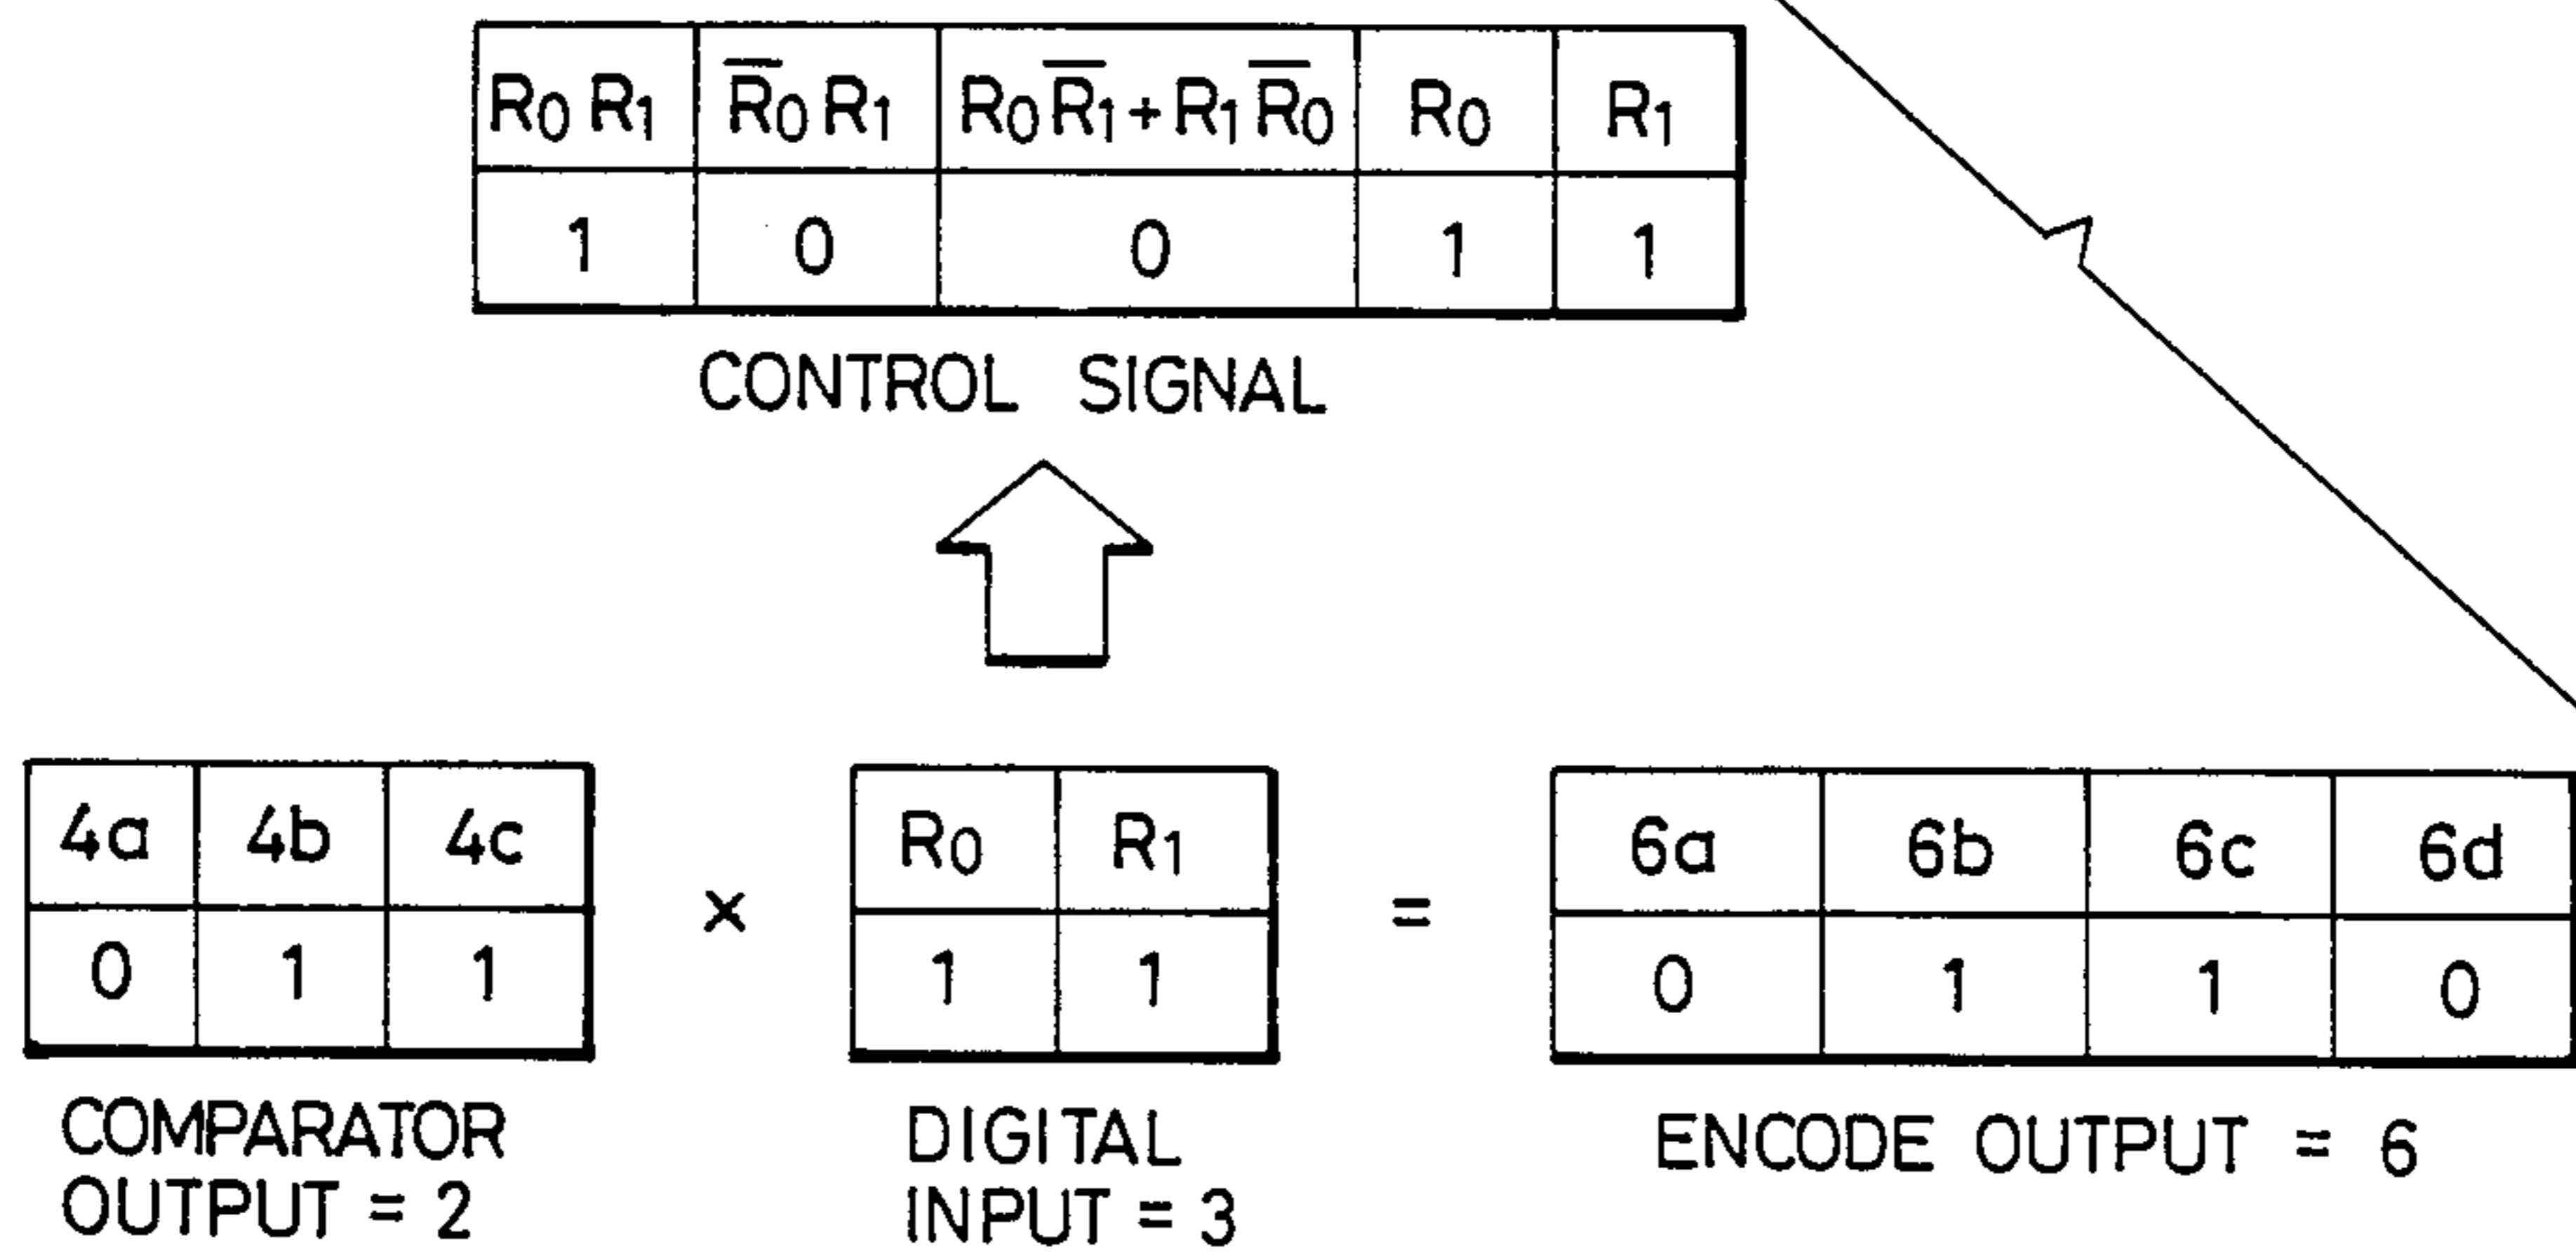 R₀ R₁ R̅₀ R₁ R₀ R̅₁ + R₁ R̅₀ R₀ R₁
1 0 0 1 1
CONTROL SIGNAL
4a 4b 4c R₀ R₁ 6a 6b 6c 6d
0 1 1 × 1 1 = 0 1 1 0
COMPARATOR
OUTPUT = 2
DIGITAL
INPUT = 3
ENCODE OUTPUT = 6